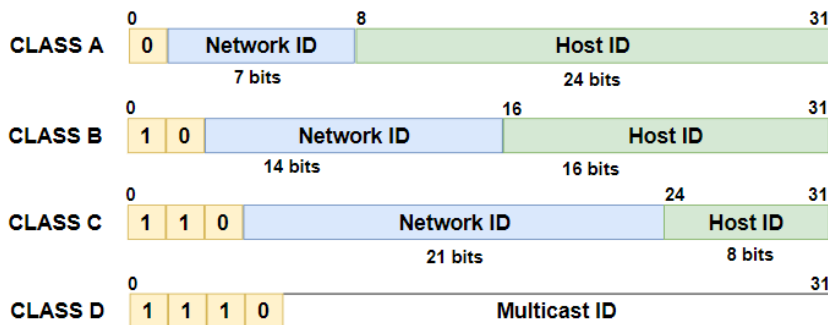 0 8 31
CLASS A 0 Network ID Host ID
7 bits 24 bits
0 16 31
CLASS B 1 0 Network ID Host ID
14 bits 16 bits
0 24 31
CLASS C 1 1 0 Network ID Host ID
21 bits 8 bits
0 31
CLASS D 1 1 1 0 Multicast ID